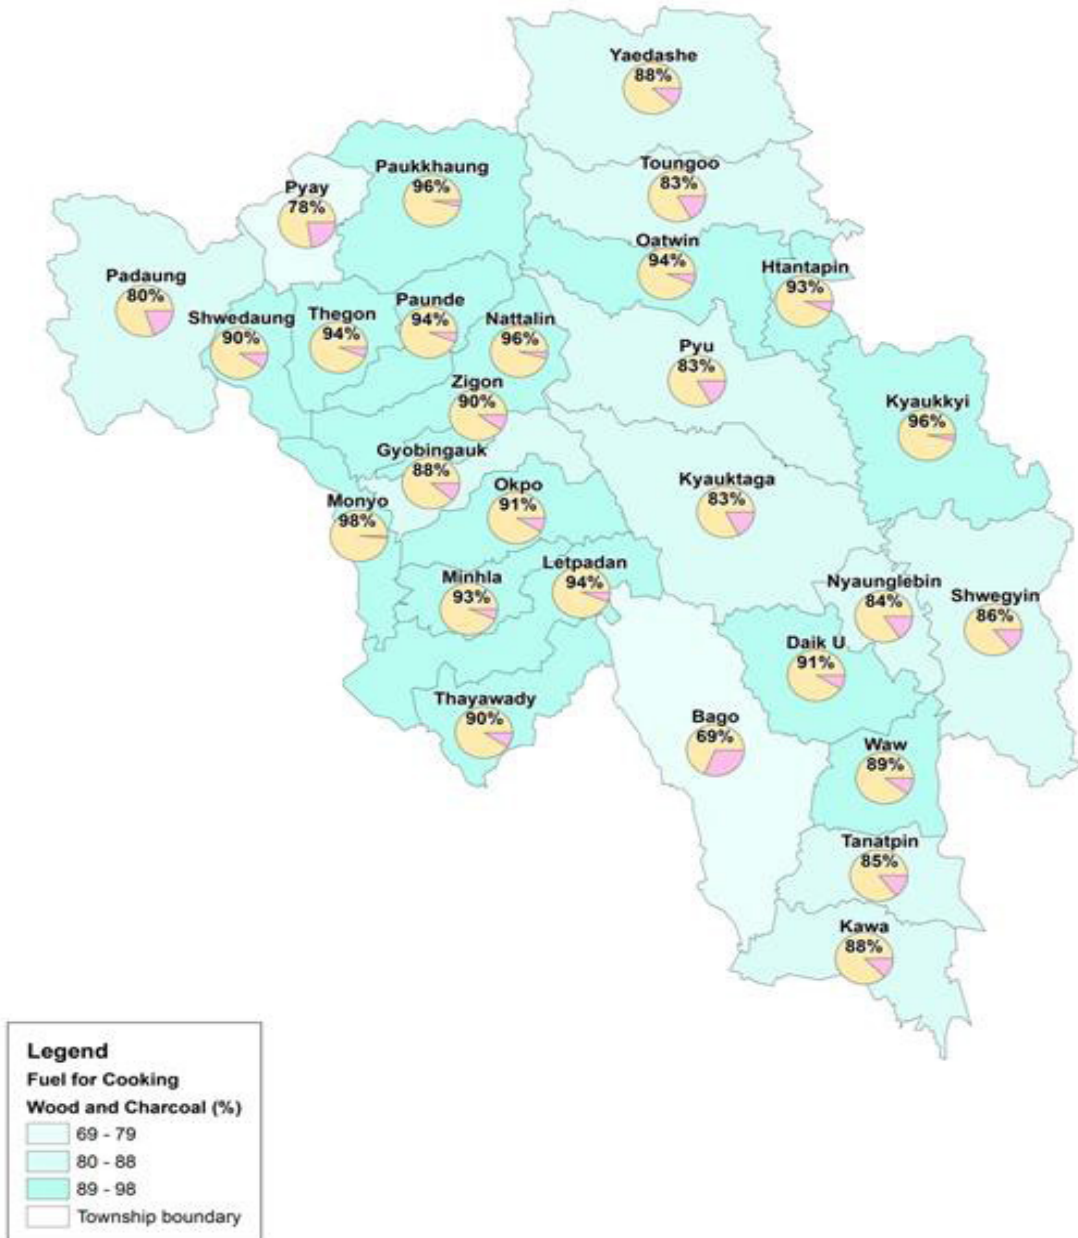 Yaedashe
88%
Toungoo
83%
Paukkhaung
96%
Pyay
78%
Oatwin
94%
Htantapin
93%
Padaung
80%
Shwedaung
90%
Thegon
94%
Paunde
94%
Nattalin
96%
Pyu
83%
Zigon
90%
Kyaukkyi
96%
Gyobingauk
88%
Kyauktaga
83%
Monyo
98%
Okpo
91%
Letpadan
94%
Minhla
93%
Nyaunglebin
84%
Shwegyin
86%
Daik U
91%
Thayawady
90%
Bago
69%
Waw
89%
Tanatpin
85%
Kawa
88%
Legend
Fuel for Cooking
Wood and Charcoal (%)
69 - 79
80 - 88
89 - 98
Township boundary